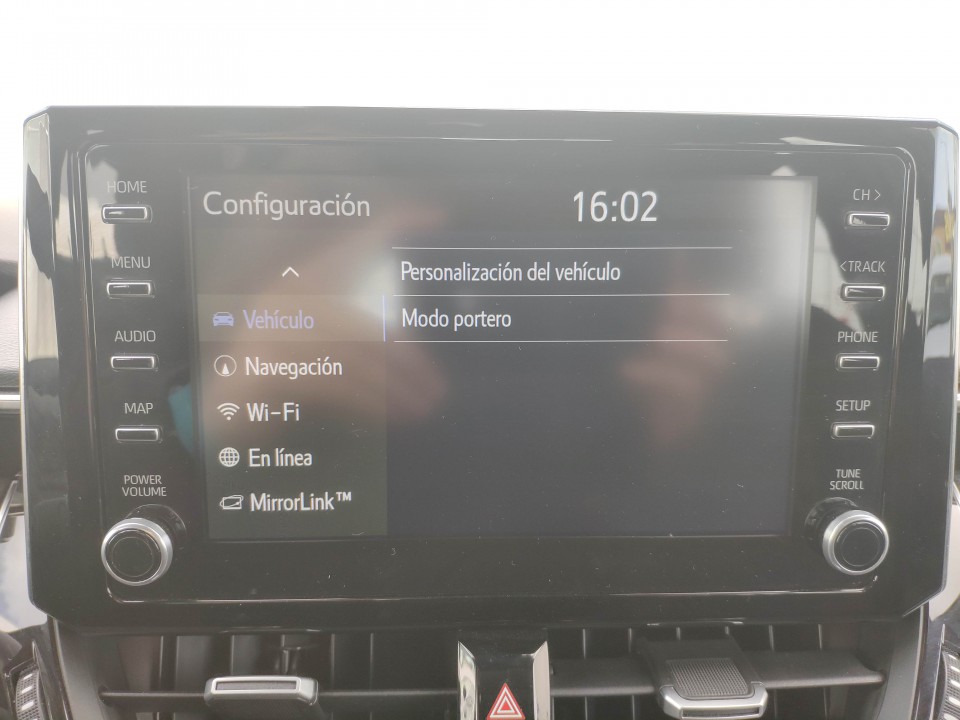 HOME
MENU
AUDIO
MAP
POWER
VOLUME
Configuración
16:02
Vehículo
Navegación
Wi-Fi
En línea
MirrorLink™
Personalización del vehículo
Modo portero
CH >
<TRACK
PHONE
SETUP
TUNE
SCROLL